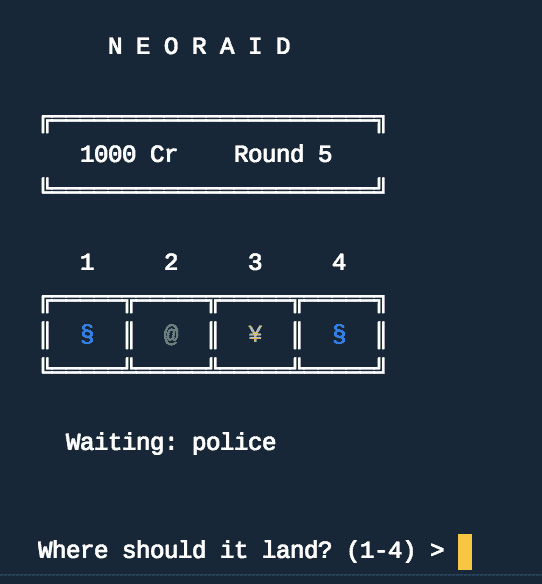 N E O R A I D
1000 Cr    Round 5
1 2 3 4
§ @ ¥ §
Waiting: police
Where should it land? (1-4) >